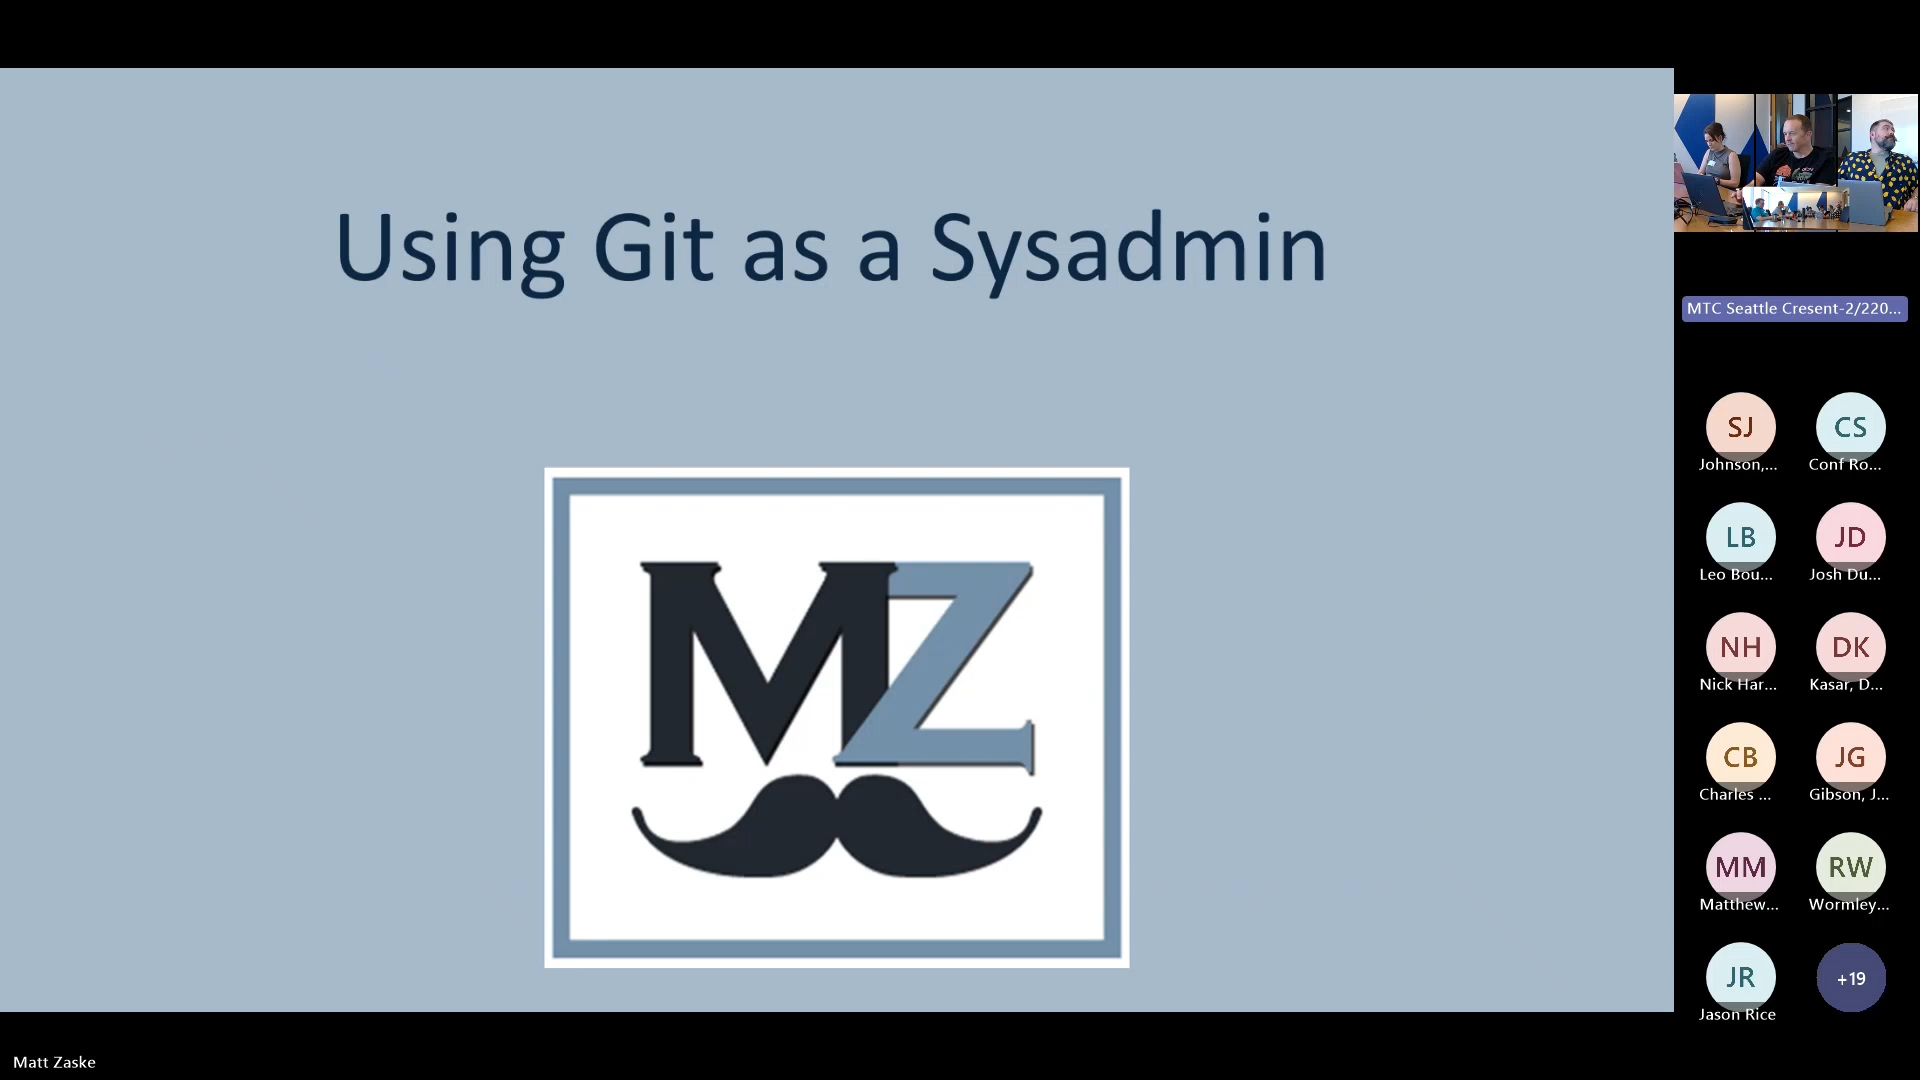 Using Git as a Sysadmin
MZ
MTC Seattle Cresent-2/220...
SJ
Johnson,...
CS
Conf Ro...
LB
Leo Bou...
JD
Josh Du...
NH
Nick Har...
DK
Kasar, D...
CB
Charles ...
JG
Gibson, J...
MM
Matthew...
RW
Wormley...
JR
Jason Rice
+19
Matt Zaske